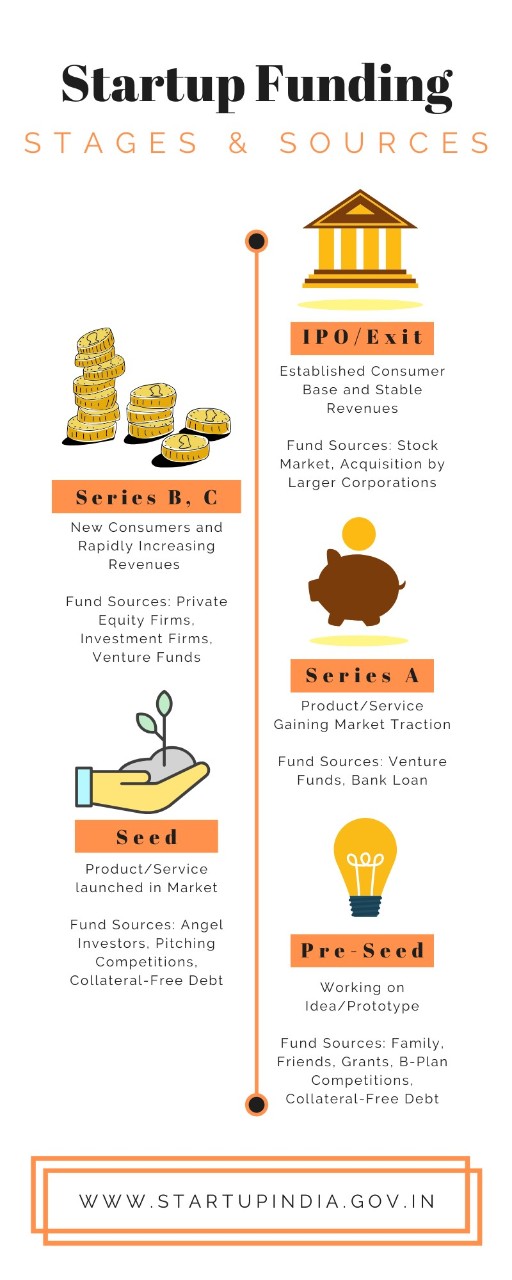 Startup Funding
STAGES & SOURCES
IPO/Exit
Established Consumer
Base and Stable
Revenues
Fund Sources: Stock
Market, Acquisition by
Larger Corporations
Series B, C
New Consumers and
Rapidly Increasing
Revenues
Fund Sources: Private
Equity Firms,
Investment Firms,
Venture Funds
Series A
Product/Service
Gaining Market Traction
Fund Sources: Venture
Funds, Bank Loan
Seed
Product/Service
launched in Market
Fund Sources: Angel
Investors, Pitching
Competitions,
Collateral-Free Debt
Pre-Seed
Working on
Idea/Prototype
Fund Sources: Family,
Friends, Grants, B-Plan
Competitions,
Collateral-Free Debt
WWW.STARTUPINDIA.GOV.IN